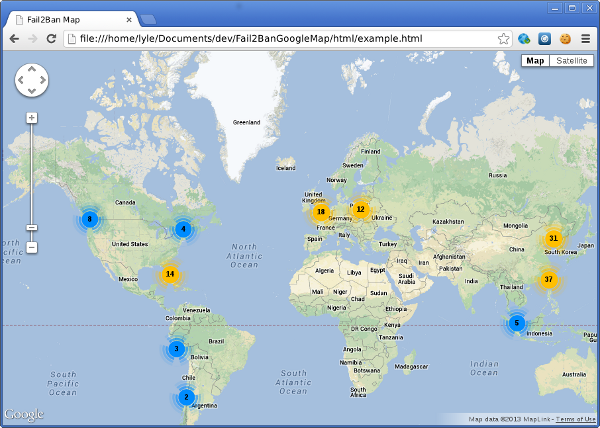 Fail2Ban Map
file:///home/lyle/Documents/dev/Fail2BanGoogleMap/html/example.html
Map
Satellite
Greenland
Iceland
Finland
Sweden
Norway
Russia
Canada
United
Kingdom
8
4
18
12
Germany
Ukraine
France
Kazakhstan
Mongolia
31
Spain
Italy
Turkey
United States
North
Atlantic
Ocean
China
South Korea
Japan
Iraq
Iran
Afghanistan
Pakistan
14
37
Mexico
Algeria
Libya
Egypt
Saudi
Arabia
India
Thailand
Mali
Niger
Chad
Sudan
Nigeria
Ethiopia
Venezuela
Colombia
5
Indonesia
Papua
DR Congo
Kenya
Tanzania
3
Brazil
Bolivia
Angola
Namibia
Botswana
Madagascar
Indian
Ocean
South
Pacific
Ocean
Chile
South
Atlantic
Ocean
South
Africa
2
Argentina
Google
Map data ©2013 MapLink - Terms of Use